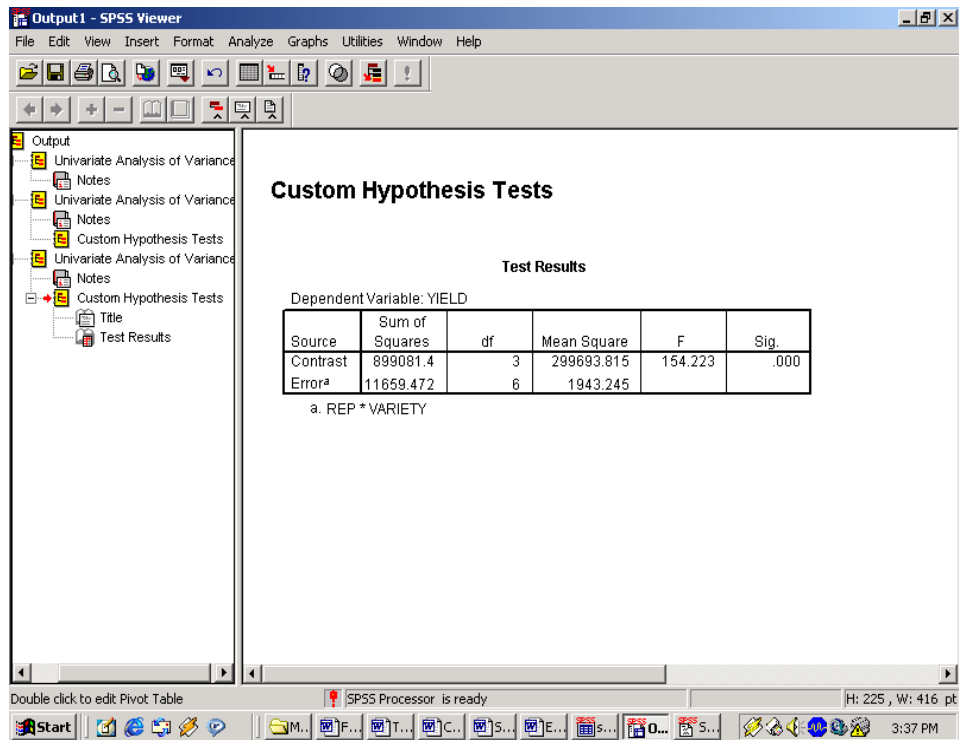 Output1 - SPSS Viewer
File Edit View Insert Format Analyze Graphs Utilities Window Help
Output
Univariate Analysis of Variance
Notes
Univariate Analysis of Variance
Notes
Custom Hypothesis Tests
Univariate Analysis of Variance
Notes
Custom Hypothesis Tests
Title
Test Results
Custom Hypothesis Tests
Test Results
Dependent Variable: YIELD
Source Sum of Squares df Mean Square F Sig.
Contrast 899081.4 3 299693.815 154.223 .000
Errorª 11659.472 6 1943.245
a. REP * VARIETY
Double click to edit Pivot Table SPSS Processor is ready H: 225 , W: 416 pt
Start M.. F... T... C.. S... E... s... O... S... 3:37 PM